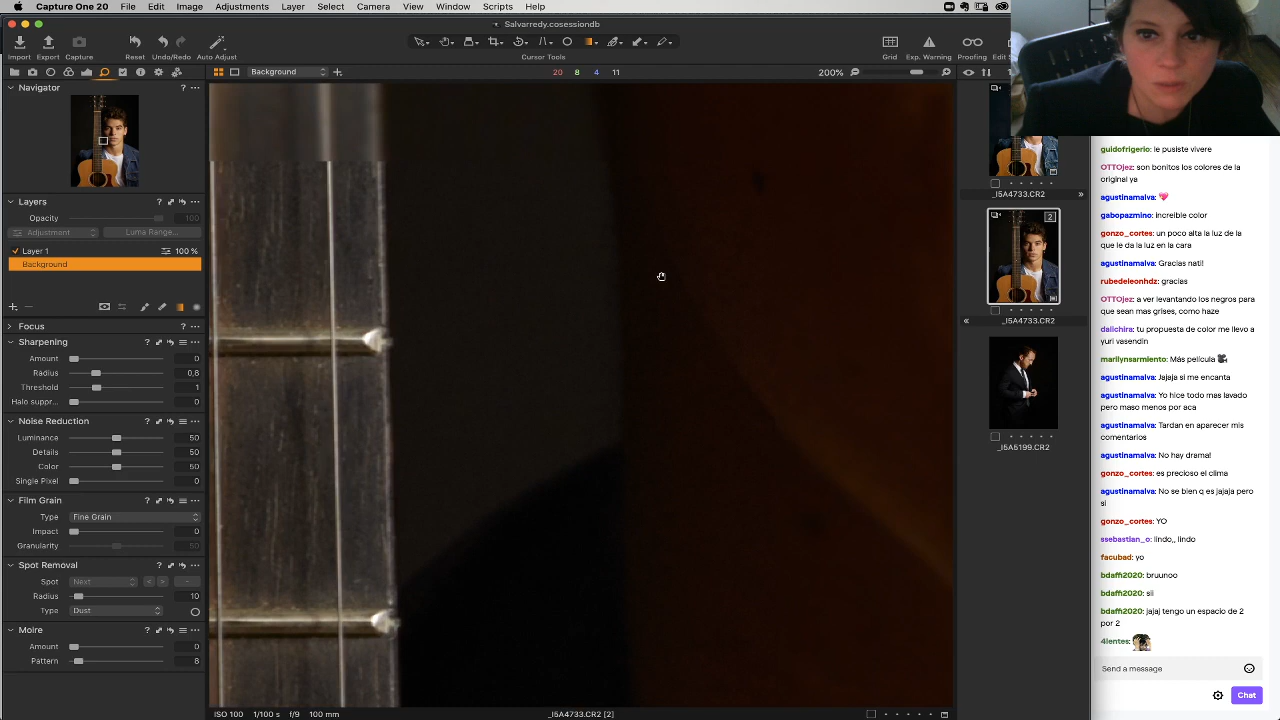 Capture One 20 File Edit Image Adjustments Layer Select Camera View Window Scripts Help
Salvarredy.cosessiondb
Import Export Capture Reset Undo/Redo Auto Adjust Cursor Tools Grid Exp. Warning Proofing Edit S
Background 20 8 4 11 200%
Navigator ?
Layers ?
Opacity 100
Adjustment Luma Range...
Layer 1 100 %
Background
Focus ?
Sharpening ?
Amount 0
Radius 0,8
Threshold 1
Halo suppr... 0
Noise Reduction ?
Luminance 50
Details 50
Color 50
Single Pixel 0
Film Grain ?
Type Fine Grain
Impact 0
Granularity 50
Spot Removal ?
Spot Next
Radius 10
Type Dust
Moire ?
Amount 0
Pattern 8
ISO 100 1/100 s f/9 100 mm _I5A4733.CR2 [2]
_I5A4733.CR2
2
_I5A4733.CR2
_I5A5199.CR2
guidofrigerio: le pusiste vivere
OTTOjez: son bonitos los colores de la
original ya
agustinamalva:
gabopazmino: increible color
gonzo_cortes: un poco alta la luz de la
que le da la luz en la cara
agustinamalva: Gracias nati!
rubedeleonhdz: gracias
OTTOjez: a ver levantando los negros para
que sean mas grises, como haze
dalichira: tu propuesta de color me llevo a
yuri vasendin
marilynsarmiento: Más película
agustinamalva: Jajaja si me encanta
agustinamalva: Yo hice todo mas lavado
pero maso menos por aca
agustinamalva: Tardan en aparecer mis
comentarios
agustinamalva: No hay drama!
gonzo_cortes: es precioso el clima
agustinamalva: No se bien q es jajaja pero
si
gonzo_cortes: YO
ssebastian_o: lindo,, lindo
facubad: yo
bdaffi2020: bruunoo
bdaffi2020: sii
bdaffi2020: jajaj tengo un espacio de 2
por 2
4lentes:
Send a message
Chat